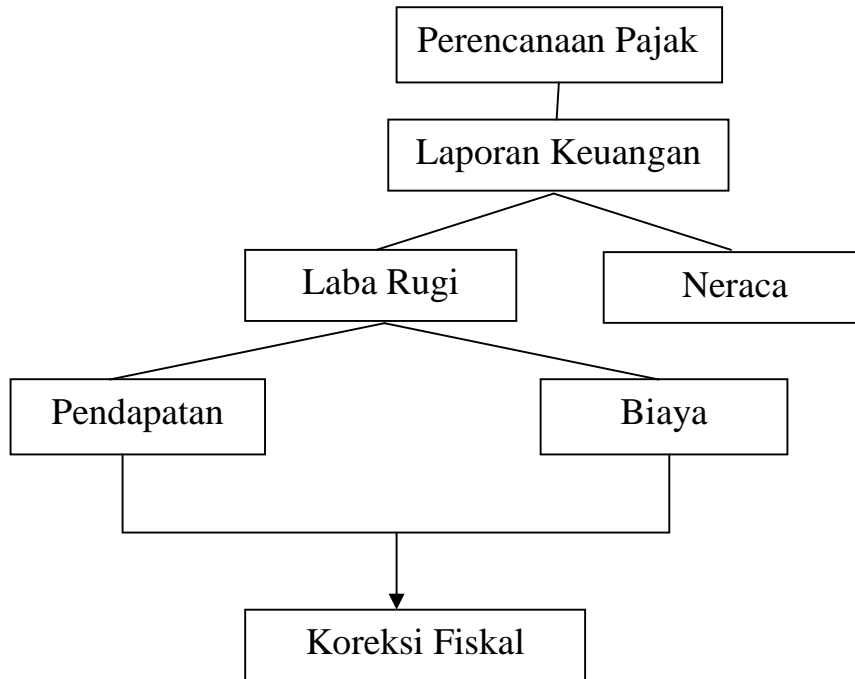 Perencanaan Pajak
Laporan Keuangan
Laba Rugi
Neraca
Pendapatan
Biaya
Koreksi Fiskal